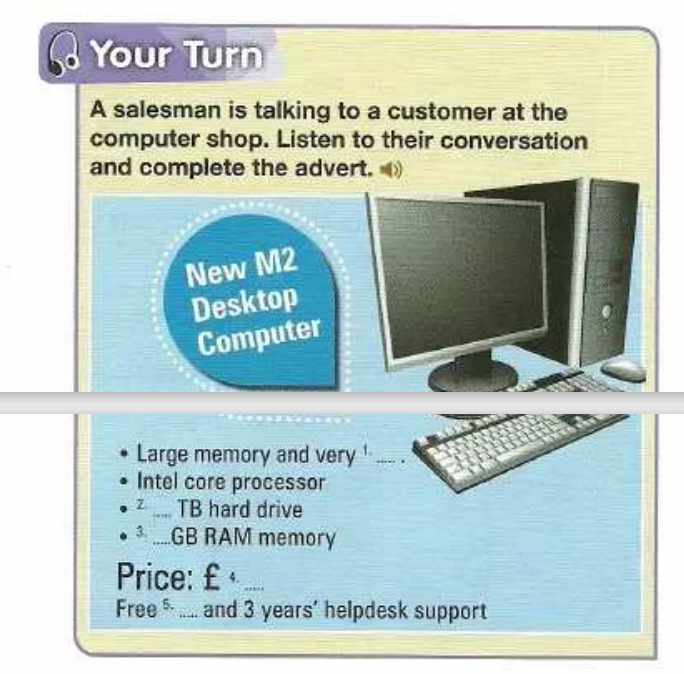 Your Turn
A salesman is talking to a customer at the
computer shop. Listen to their conversation
and complete the advert.
New M2
Desktop
Computer
• Large memory and very 1. ..... .
• Intel core processor
• 2. ..... TB hard drive
• 3. ....GB RAM memory
Price: £ 4. .....
Free 5. ..... and 3 years' helpdesk support